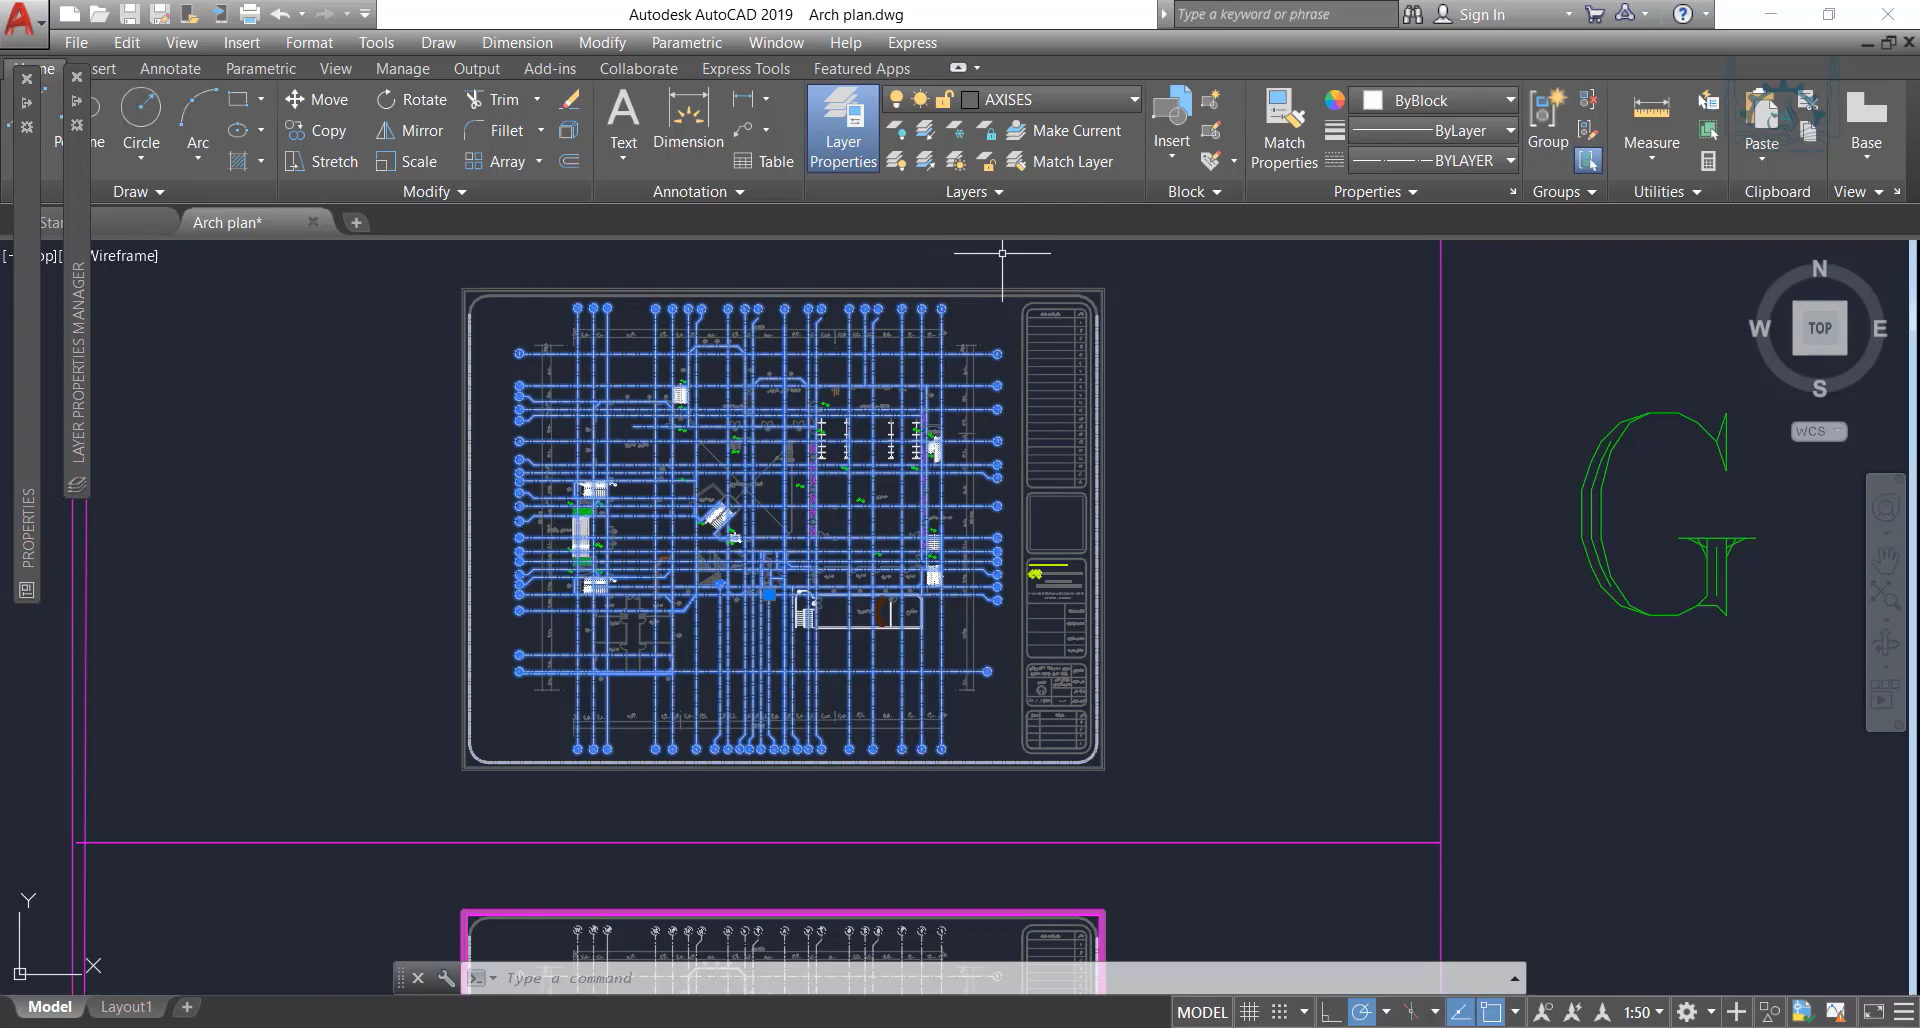 Autodesk AutoCAD 2019 Arch plan.dwg
Type a keyword or phrase
Sign In
File Edit View Insert Format Tools Draw Dimension Modify Parametric Window Help Express
Annotate Parametric View Manage Output Add-ins Collaborate Express Tools Featured Apps
Circle
Arc
Draw
Move
Rotate
Trim
Copy
Mirror
Fillet
Stretch
Scale
Array
Modify
Text
Dimension
Table
Annotation
Layer
Properties
AXISES
Make Current
Match Layer
Layers
Insert
Block
Match
Properties
ByBlock
ByLayer
BYLAYER
Properties
Group
Groups
Measure
Utilities
Paste
Clipboard
Base
View
Arch plan*
Wireframe]
LAYER PROPERTIES MANAGER
PROPERTIES
N
W TOP E
S
WCS
G
Y
X
Type a command
Model Layout1
MODEL
1:50